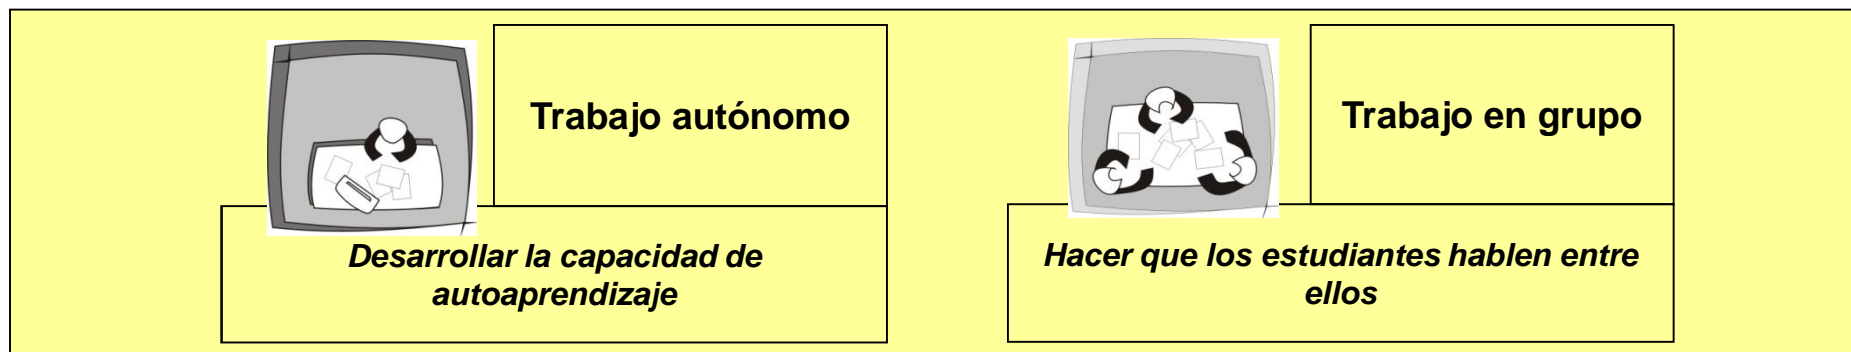 Trabajo autónomo
Desarrollar la capacidad de
autoaprendizaje
Trabajo en grupo
Hacer que los estudiantes hablen entre
ellos